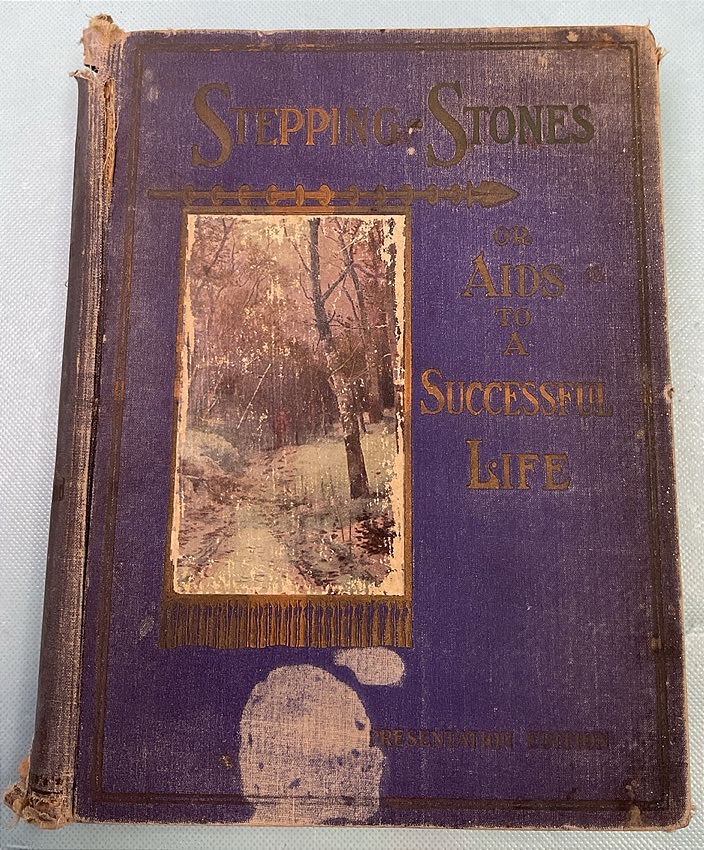 STEPPING-STONES
OR
AIDS
TO
A
SUCCESSFUL
LIFE
PRESENTATION EDITION